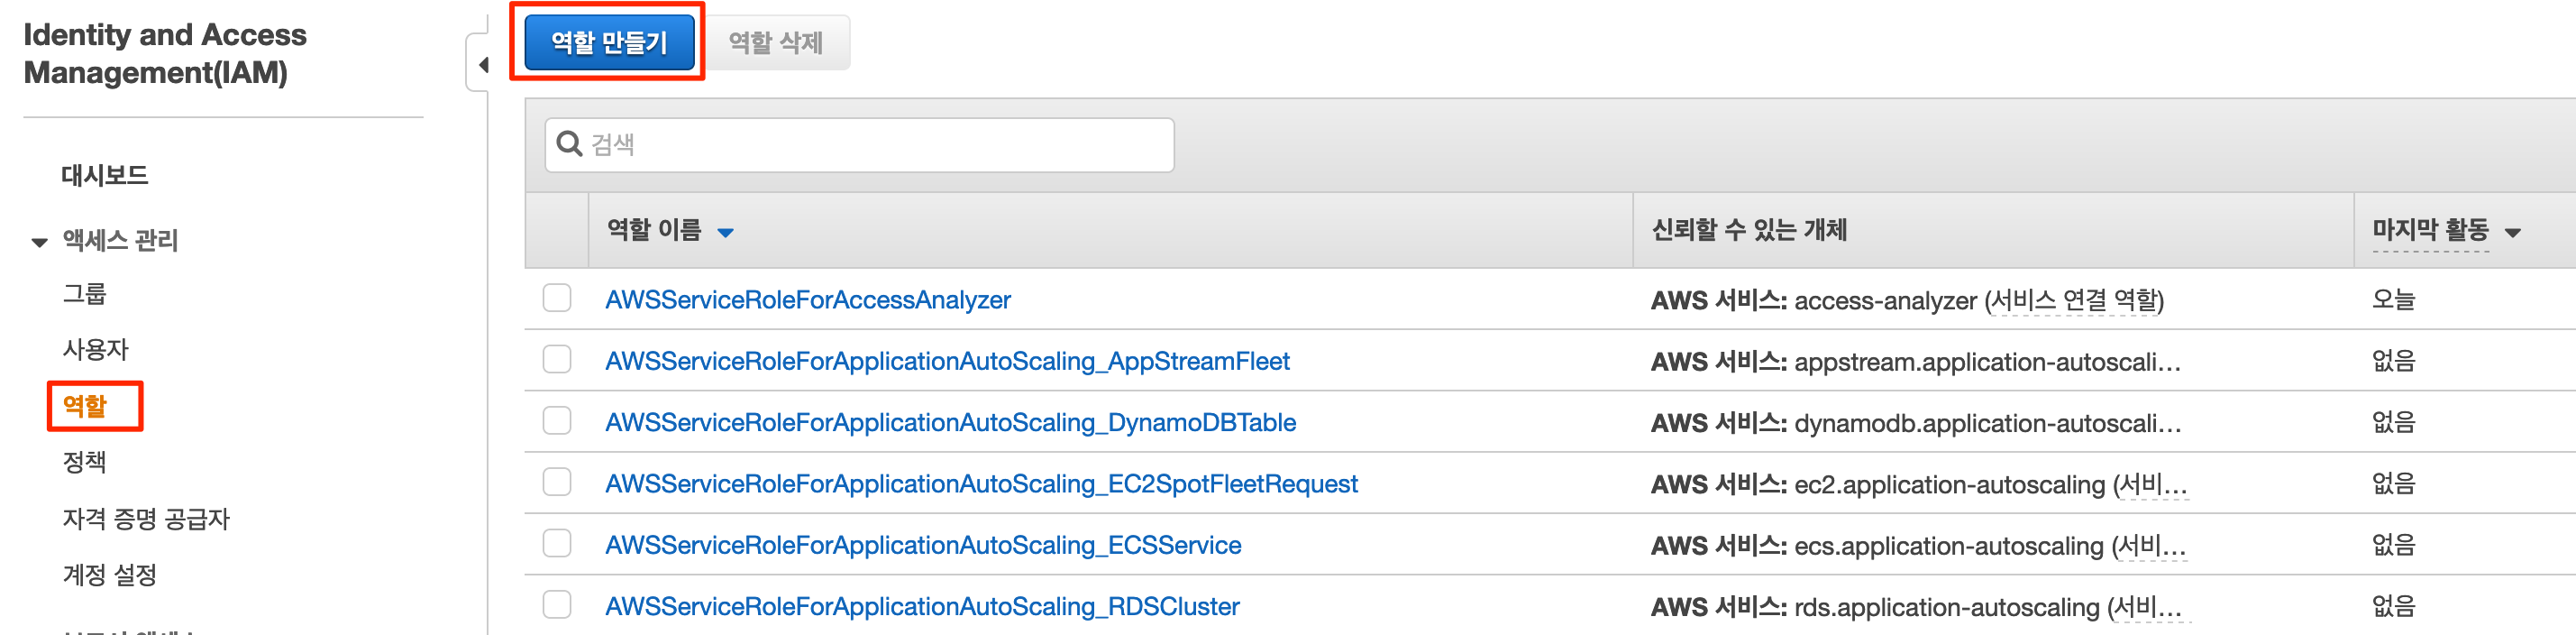 Identity and Access
Management(IAM)
대시보드
액세스 관리
그룹
사용자
역할
정책
자격 증명 공급자
계정 설정
역할 만들기 역할 삭제
검색
역할 이름 신뢰할 수 있는 개체 마지막 활동
AWSServiceRoleForAccessAnalyzer AWS 서비스: access-analyzer (서비스 연결 역할) 오늘
AWSServiceRoleForApplicationAutoScaling_AppStreamFleet AWS 서비스: appstream.application-autoscali... 없음
AWSServiceRoleForApplicationAutoScaling_DynamoDBTable AWS 서비스: dynamodb.application-autoscali... 없음
AWSServiceRoleForApplicationAutoScaling_EC2SpotFleetRequest AWS 서비스: ec2.application-autoscaling (서비... 없음
AWSServiceRoleForApplicationAutoScaling_ECSService AWS 서비스: ecs.application-autoscaling (서비... 없음
AWSServiceRoleForApplicationAutoScaling_RDSCluster AWS 서비스: rds.application-autoscaling (서비... 없음